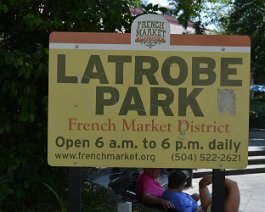 FRENCH
MARKET
LATROBE
PARK
French Market District
Open 6 a.m. to 6 p.m. daily
www.frenchmarket.org (504) 522-2621